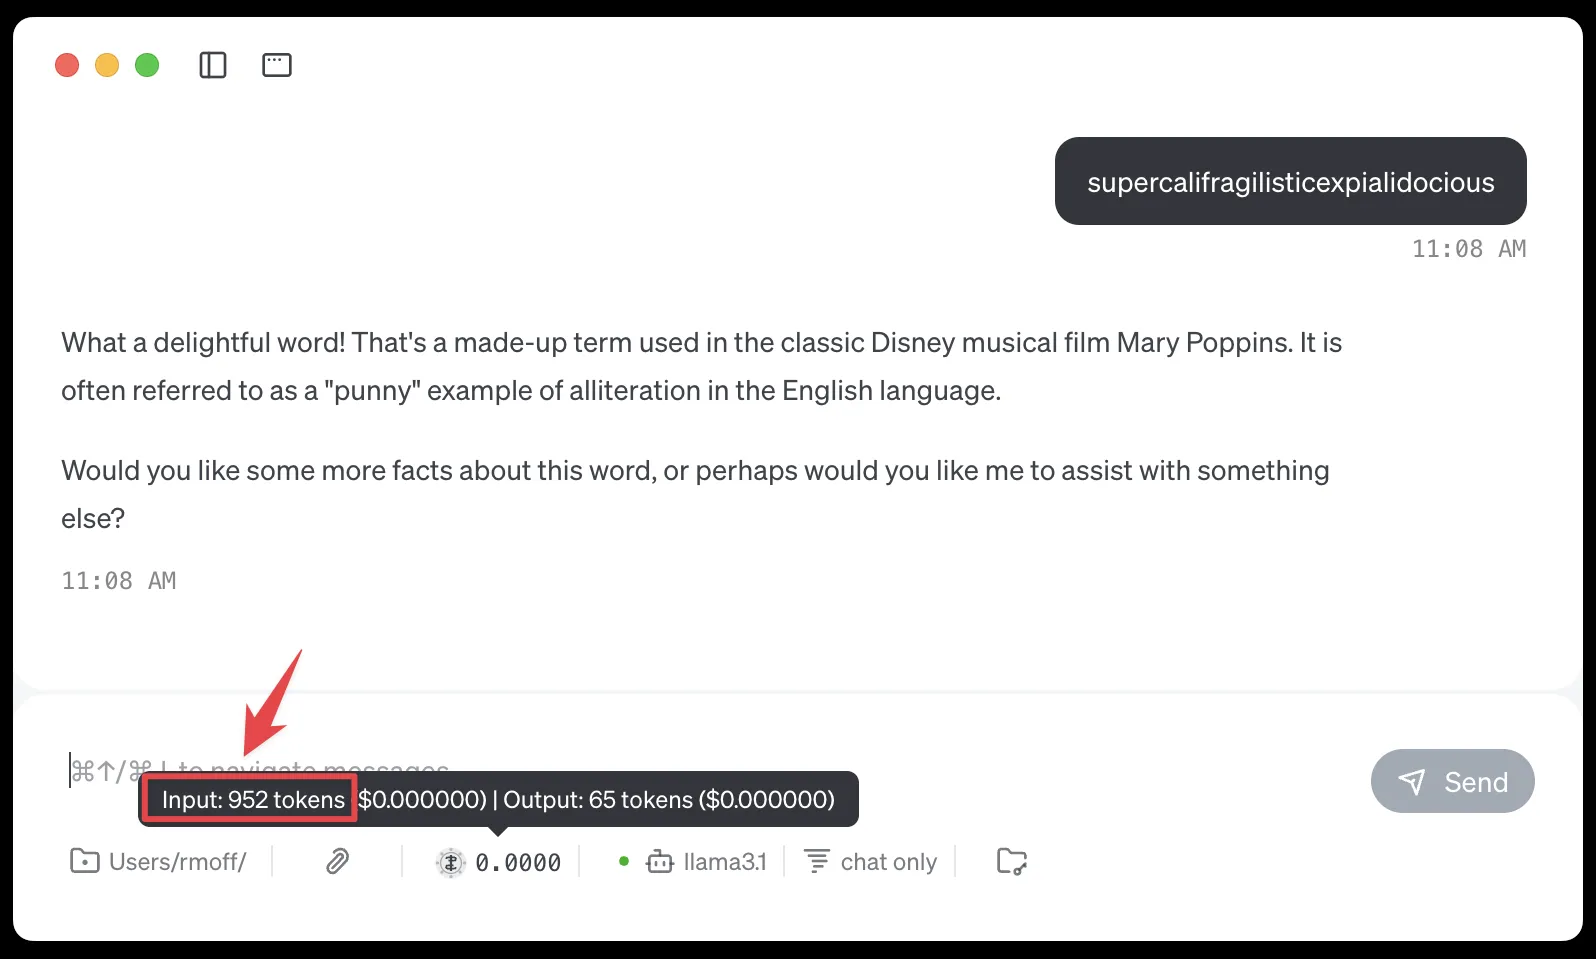 supercalifragilisticexpialidocious
11:08 AM
What a delightful word! That's a made-up term used in the classic Disney musical film Mary Poppins. It is
often referred to as a "punny" example of alliteration in the English language.
Would you like some more facts about this word, or perhaps would you like me to assist with something
else?
11:08 AM
⌘↑/⌘ to navigate messages
Send
Input: 952 tokens $0.000000) | Output: 65 tokens ($0.000000)
Users/rmoff/
0.0000
llama3.1
chat only